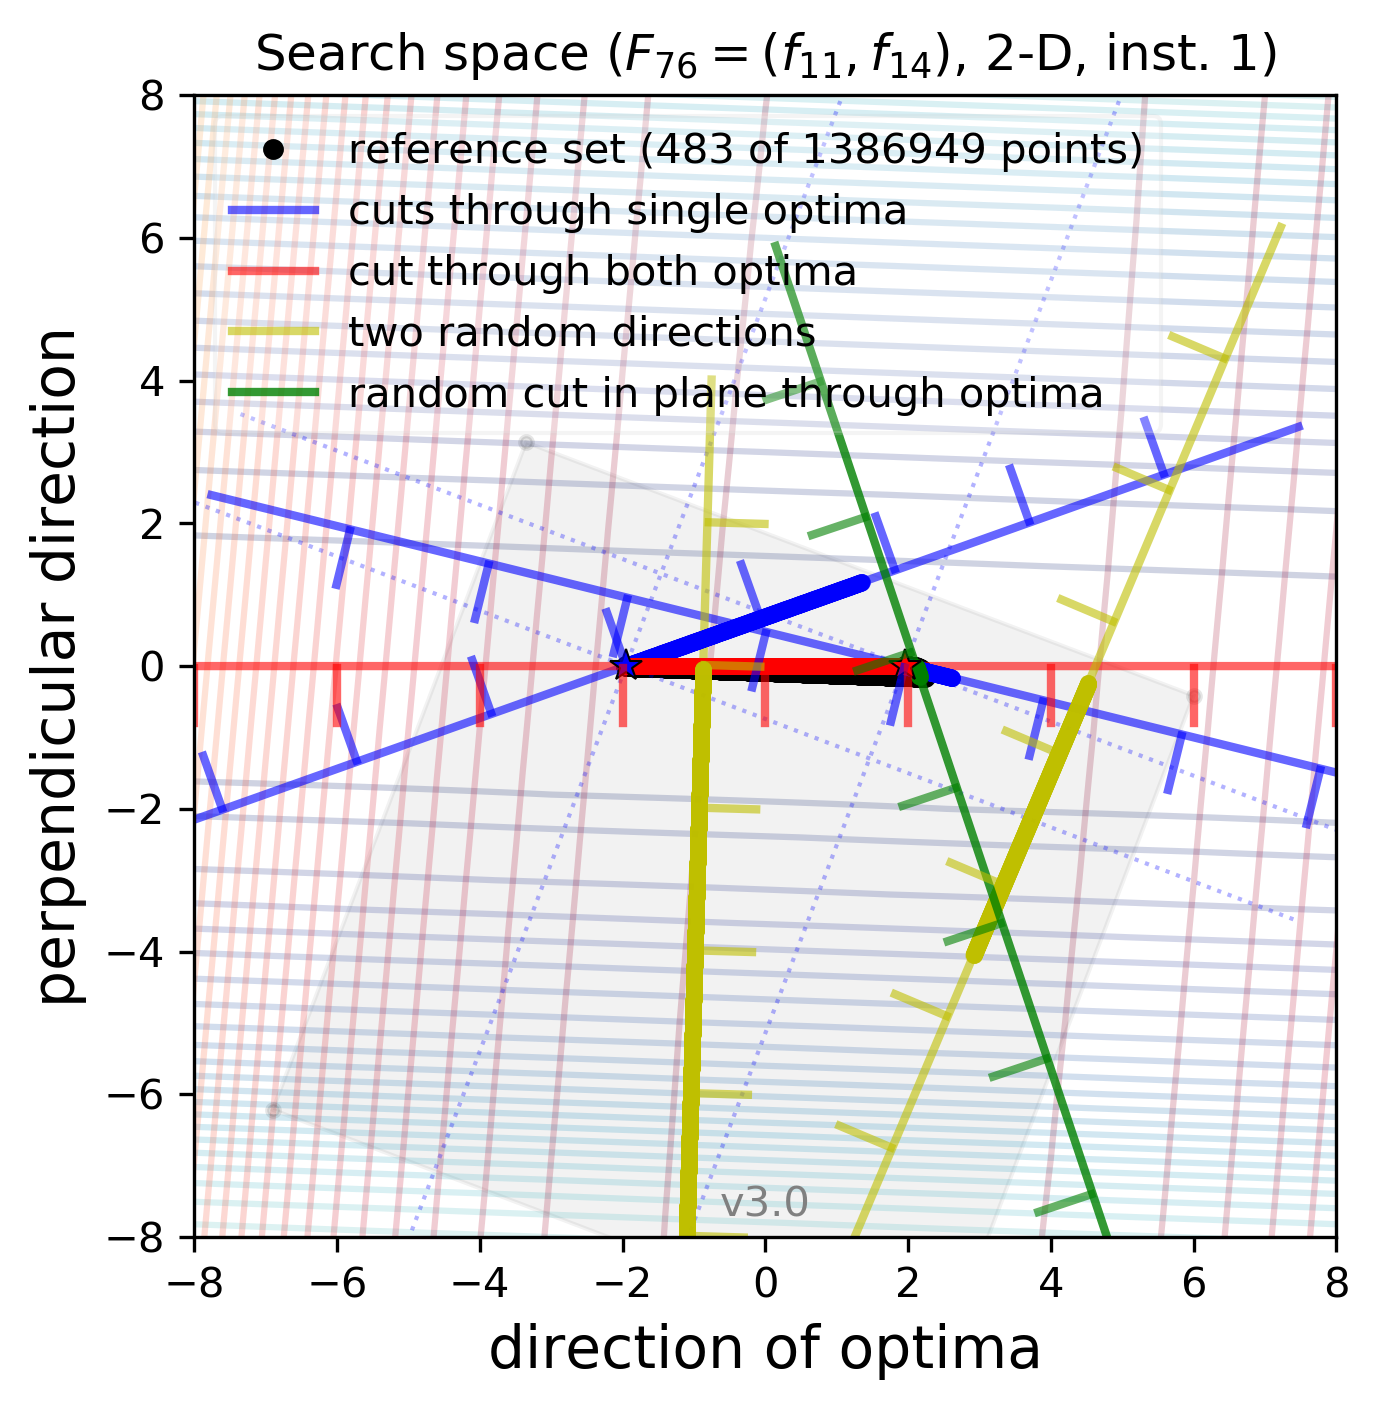 Search space (F76 = (f11, f14), 2-D, inst. 1)
reference set (483 of 1386949 points)
cuts through single optima
cut through both optima
two random directions
random cut in plane through optima
perpendicular direction
8
6
4
2
0
−2
−4
−6
−8
v3.0
−8 −6 −4 −2 0 2 4 6 8
direction of optima